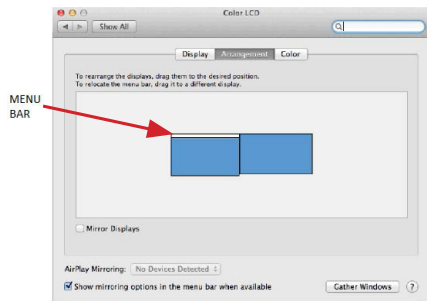 Color LCD
Show All
Display Arrangement Color
To rearrange the displays, drag them to the desired position.
To relocate the menu bar, drag it to a different display.
MENU
BAR
Mirror Displays
AirPlay Mirroring: No Devices Detected
Show mirroring options in the menu bar when available
Gather Windows ?